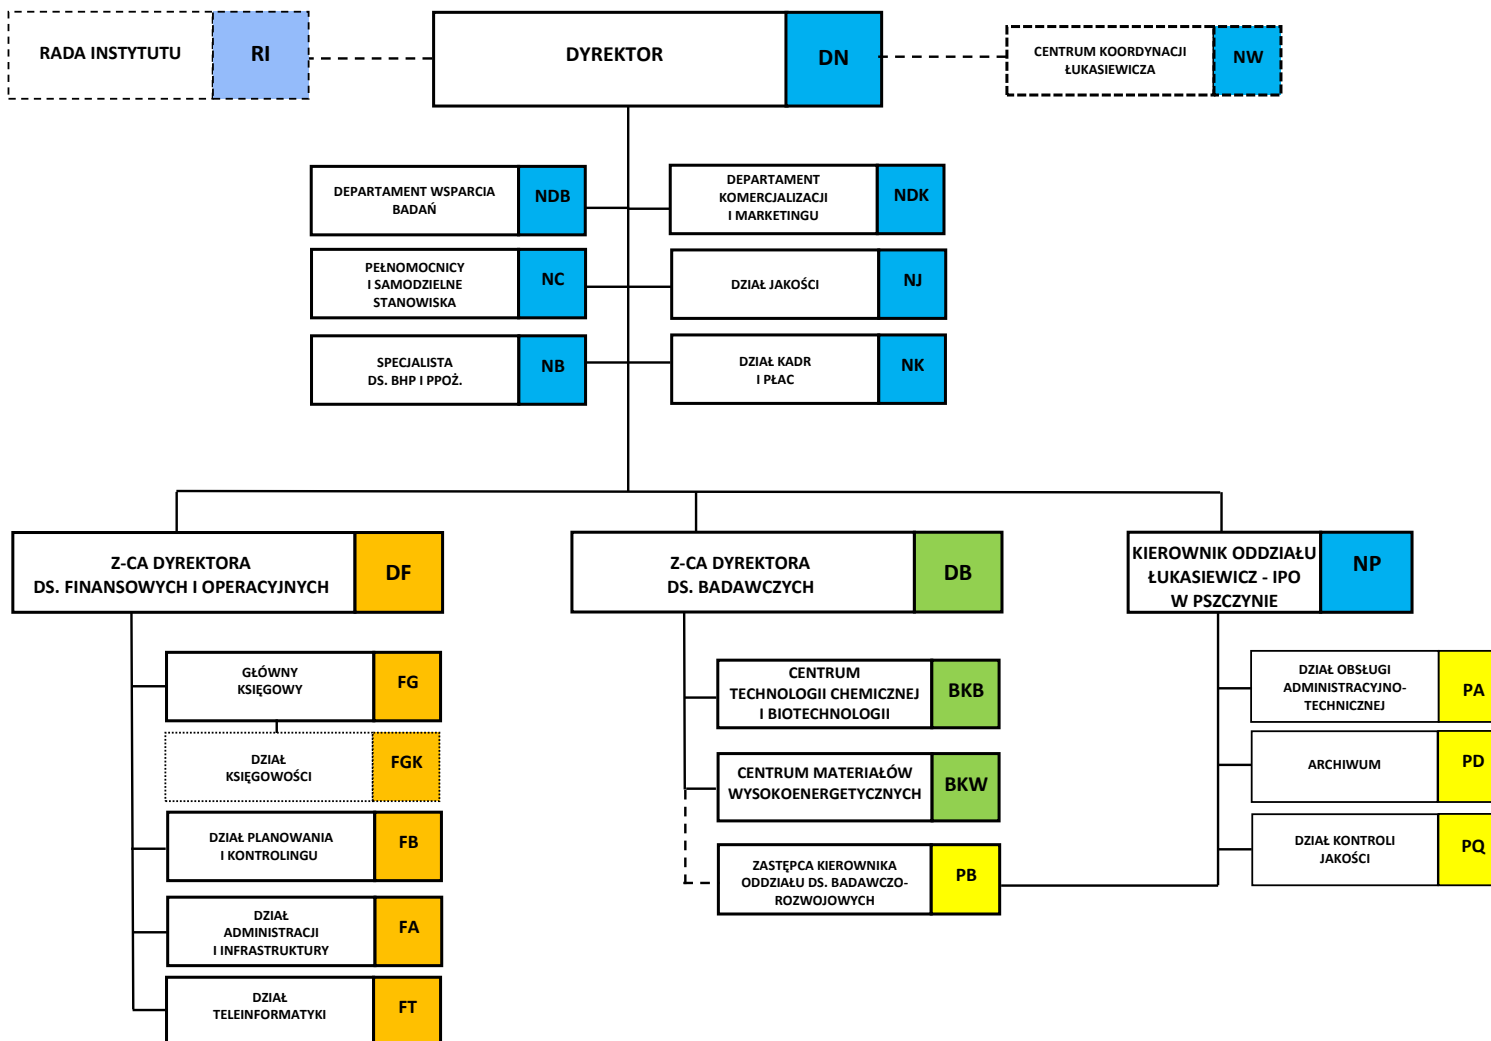 RADA INSTYTUTU
RI
DYREKTOR
DN
CENTRUM KOORDYNACJI
ŁUKASIEWICZA
NW
DEPARTAMENT WSPARCIA
BADAŃ
NDB
DEPARTAMENT
KOMERCJALIZACJI
I MARKETINGU
NDK
PEŁNOMOCNICY
I SAMODZIELNE
STANOWISKA
NC
DZIAŁ JAKOŚCI
NJ
SPECJALISTA
DS. BHP I PPOŻ.
NB
DZIAŁ KADR
I PŁAC
NK
Z-CA DYREKTORA
DS. FINANSOWYCH I OPERACYJNYCH
DF
Z-CA DYREKTORA
DS. BADAWCZYCH
DB
KIEROWNIK ODDZIAŁU
ŁUKASIEWICZ - IPO
W PSZCZYNIE
NP
GŁÓWNY
KSIĘGOWY
FG
DZIAŁ
KSIĘGOWOŚCI
FGK
DZIAŁ PLANOWANIA
I KONTROLINGU
FB
DZIAŁ
ADMINISTRACJI
I INFRASTRUKTURY
FA
DZIAŁ
TELEINFORMATYKI
FT
CENTRUM
TECHNOLOGII CHEMICZNEJ
I BIOTECHNOLOGII
BKB
CENTRUM MATERIAŁÓW
WYSOKOENERGETYCZNYCH
BKW
ZASTĘPCA KIEROWNIKA
ODDZIAŁU DS. BADAWCZO-
ROZWOJOWYCH
PB
DZIAŁ OBSŁUGI
ADMINISTRACYJNO-
TECHNICZNEJ
PA
ARCHIWUM
PD
DZIAŁ KONTROLI
JAKOŚCI
PQ